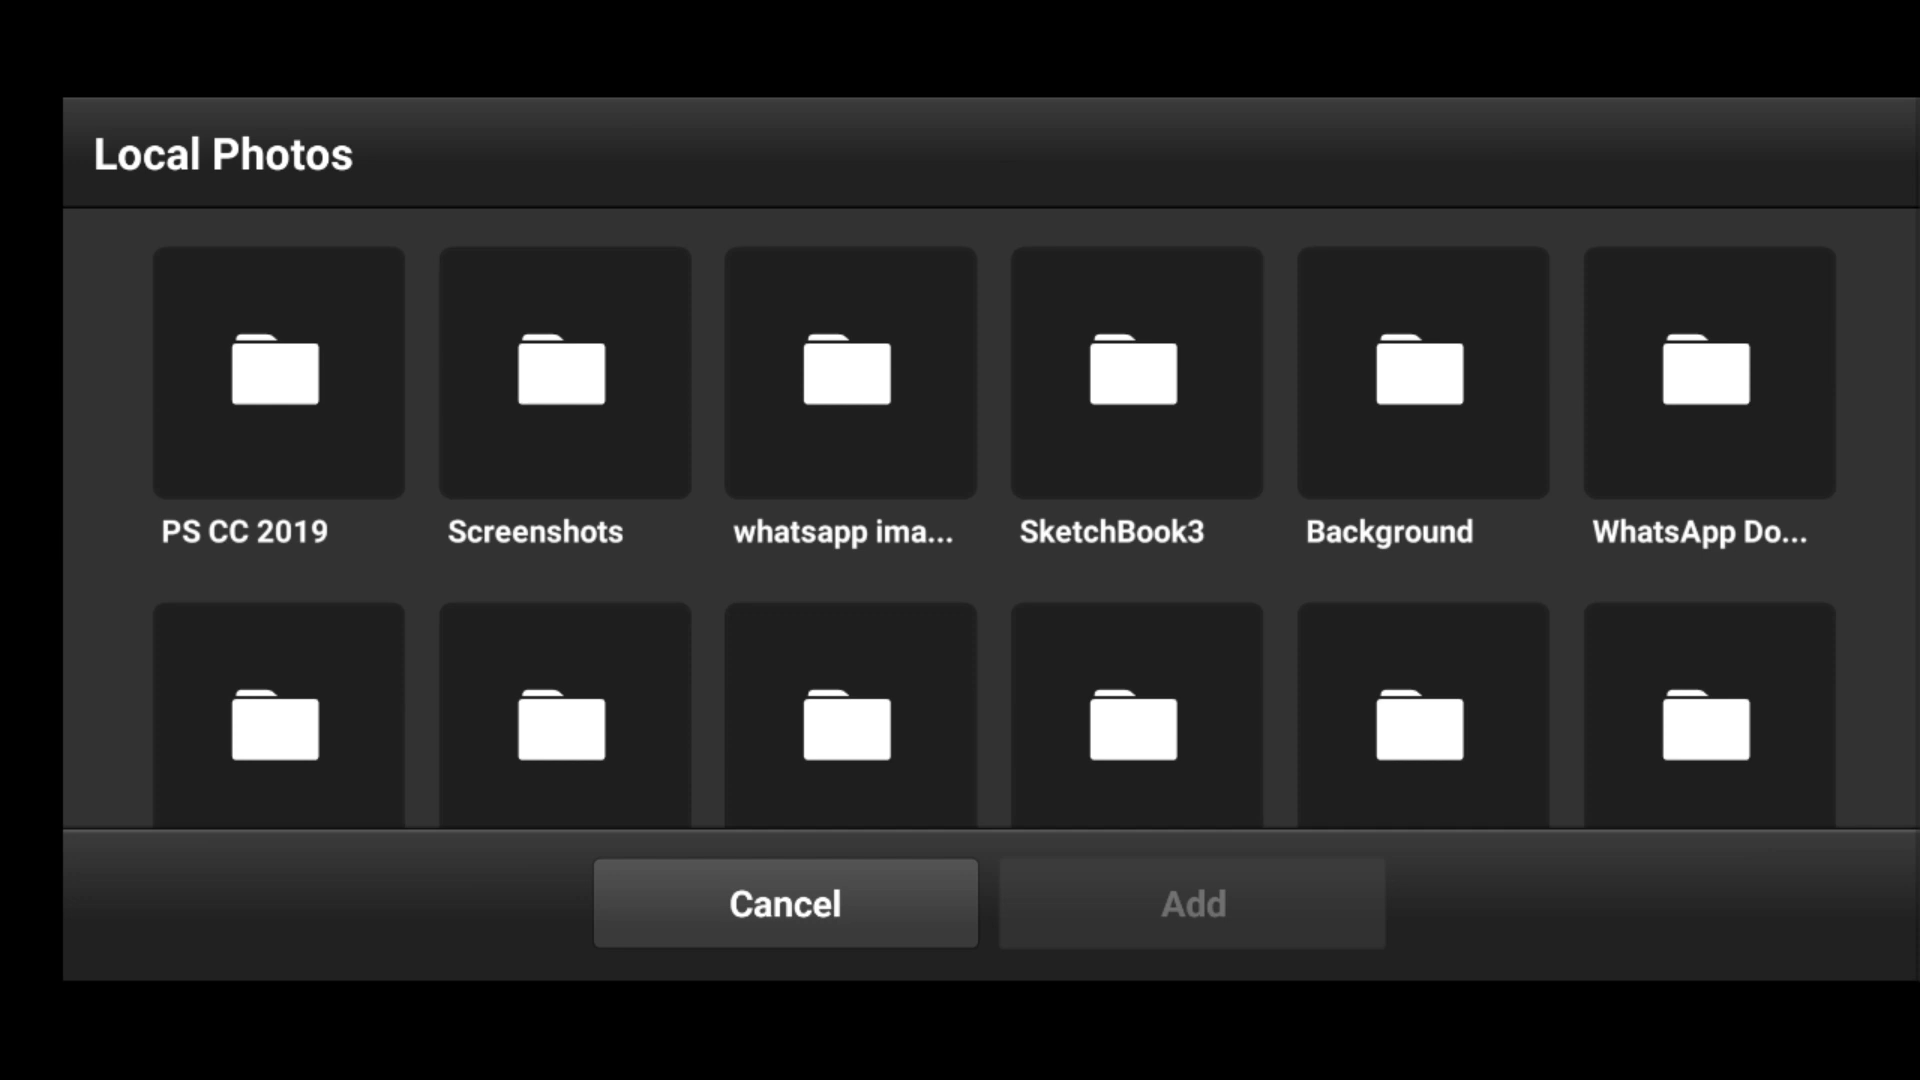 Local Photos
PS CC 2019
Screenshots
whatsapp ima...
SketchBook3
Background
WhatsApp Do...
Cancel
Add